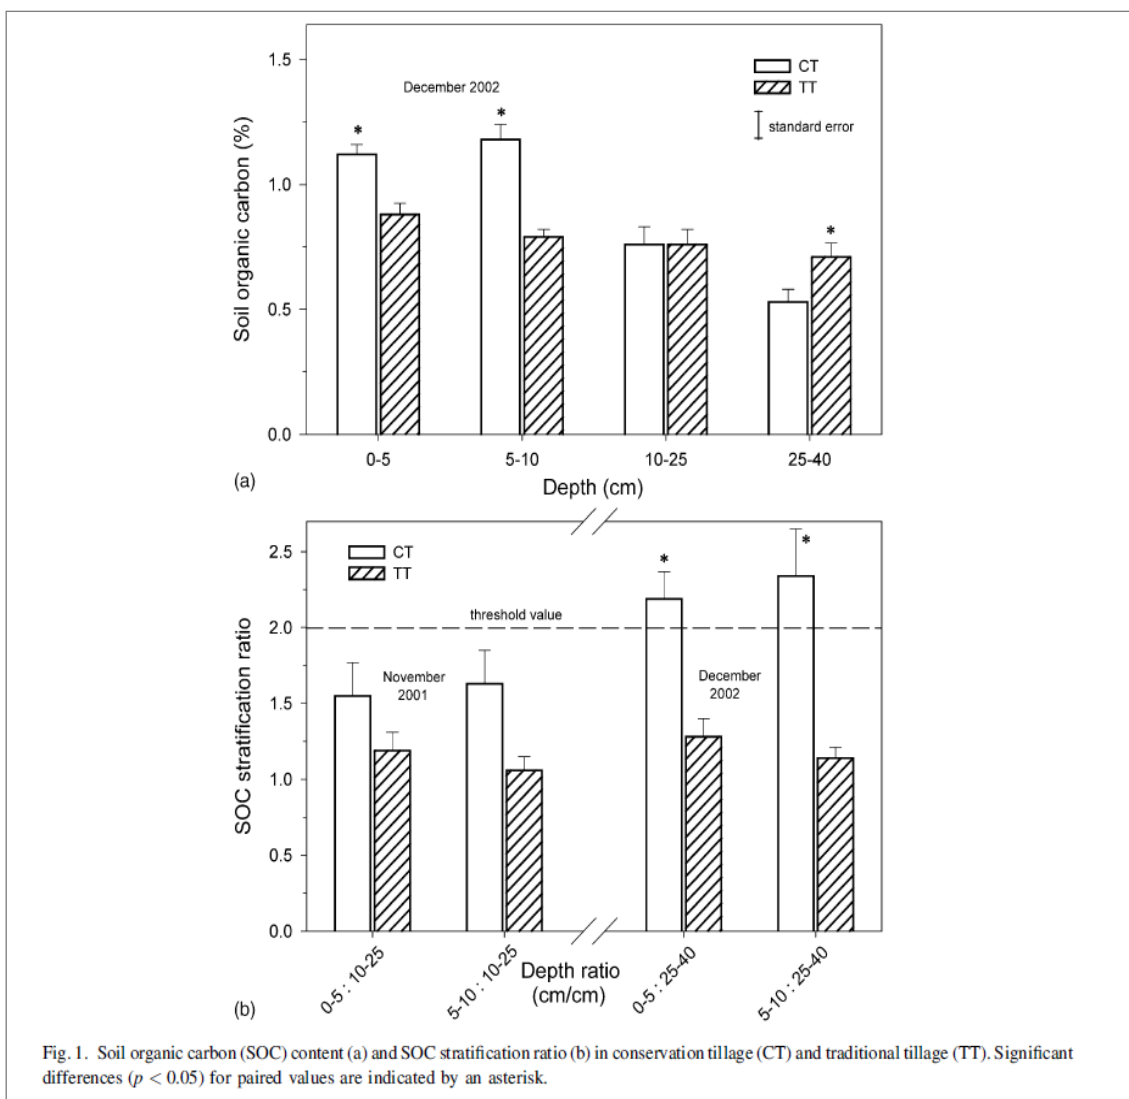 1.5
CT
December 2002
TT
*
*
standard error
Soil organic carbon (%)
1.0
*
0.5
0.0
0-5
5-10
10-25
25-40
(a)
Depth (cm)
2.5
CT
*
*
TT
threshold value
2.0
SOC stratification ratio
November
2001
December
2002
1.5
1.0
0.5
0.0
0-5 : 10-25
5-10 : 10-25
Depth ratio
(cm/cm)
0-5 : 25-40
5-10 : 25-40
(b)
Fig. 1. Soil organic carbon (SOC) content (a) and SOC stratification ratio (b) in conservation tillage (CT) and traditional tillage (TT). Significant
differences (p < 0.05) for paired values are indicated by an asterisk.